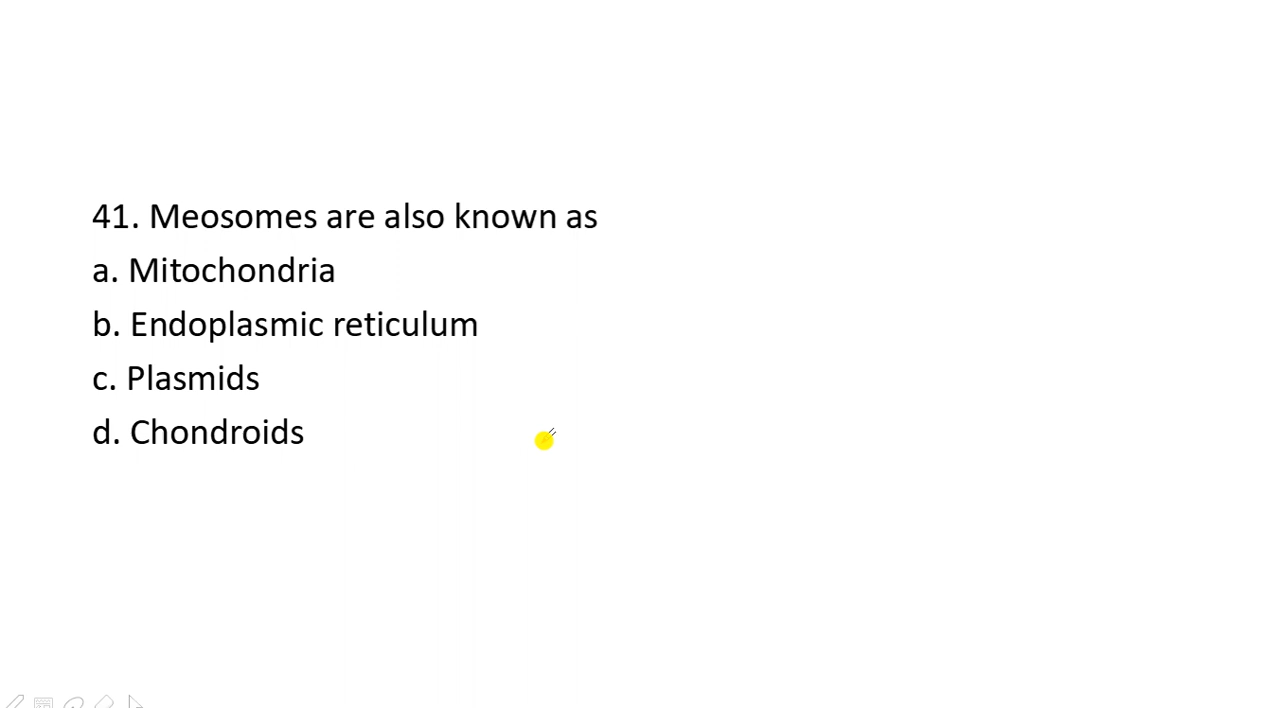 41. Meosomes are also known as
a. Mitochondria
b. Endoplasmic reticulum
c. Plasmids
d. Chondroids